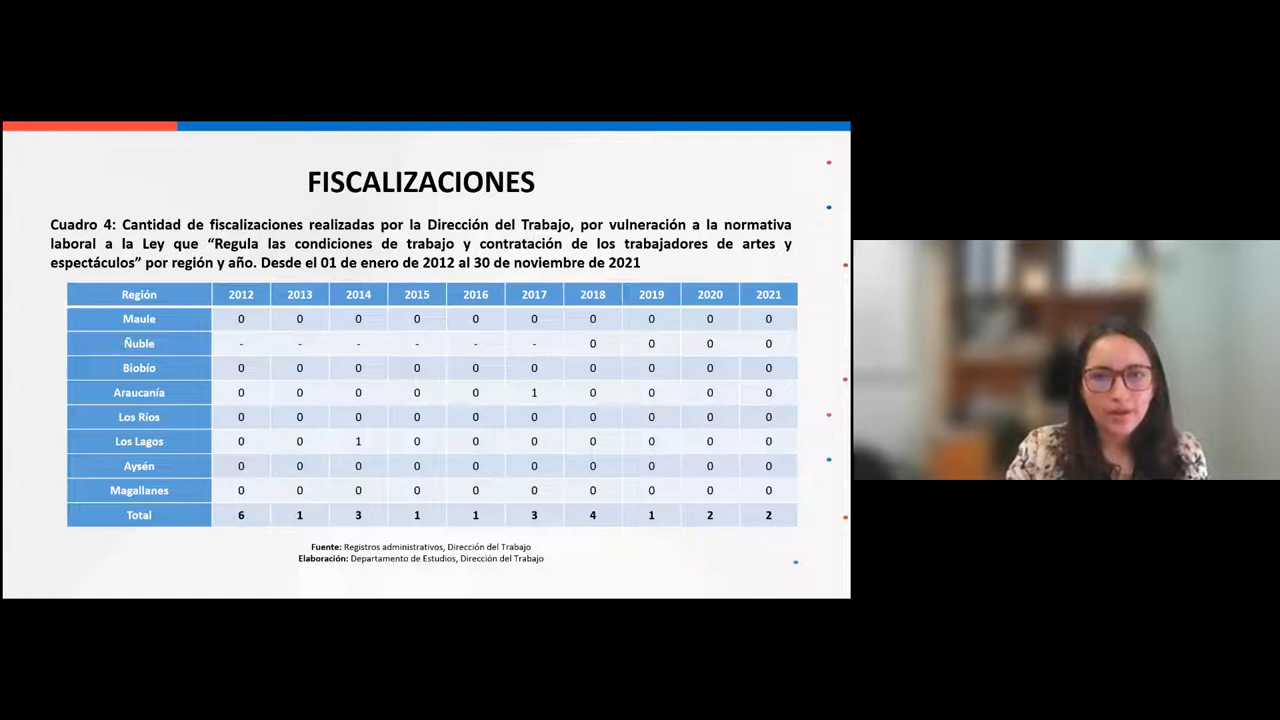 FISCALIZACIONES
Cuadro 4: Cantidad de fiscalizaciones realizadas por la Dirección del Trabajo, por vulneración a la normativa
laboral a la Ley que “Regula las condiciones de trabajo y contratación de los trabajadores de artes y
espectáculos” por región y año. Desde el 01 de enero de 2012 al 30 de noviembre de 2021
Región 2012 2013 2014 2015 2016 2017 2018 2019 2020 2021
Maule 0 0 0 0 0 0 0 0 0 0
Ñuble - - - - - - 0 0 0 0
Biobío 0 0 0 0 0 0 0 0 0 0
Araucanía 0 0 0 0 0 1 0 0 0 0
Los Ríos 0 0 0 0 0 0 0 0 0 0
Los Lagos 0 0 1 0 0 0 0 0 0 0
Aysén 0 0 0 0 0 0 0 0 0 0
Magallanes 0 0 0 0 0 0 0 0 0 0
Total 6 1 3 1 1 3 4 1 2 2
Fuente: Registros administrativos, Dirección del Trabajo
Elaboración: Departamento de Estudios, Dirección del Trabajo